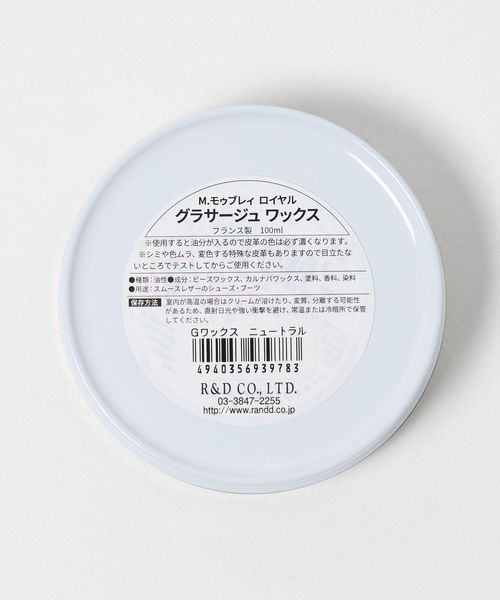 M.モゥブレィ ロイヤル
グラサージュ ワックス
フランス製 100ml
※使用すると油分が入るので皮革の色は必ず濃くなります。
※シミや色ムラ、変色する特殊な皮革もありますので目立たな
いところでテストしてからご使用ください。
●種類：油性●成分：ビーズワックス、カルナバワックス、塗料、香料、染料
●用途：スムースレザーのシューズ・ブーツ
保存方法 室内が高温の場合はクリームが溶けたり、変質、分離する可能性
があるため、直射日光や強い衝撃を避け、常温または冷暗所で保管
してください。
Gワックス ニュートラル
4940356939783
R&D CO., LTD.
03-3847-2255
http://www.randd.co.jp